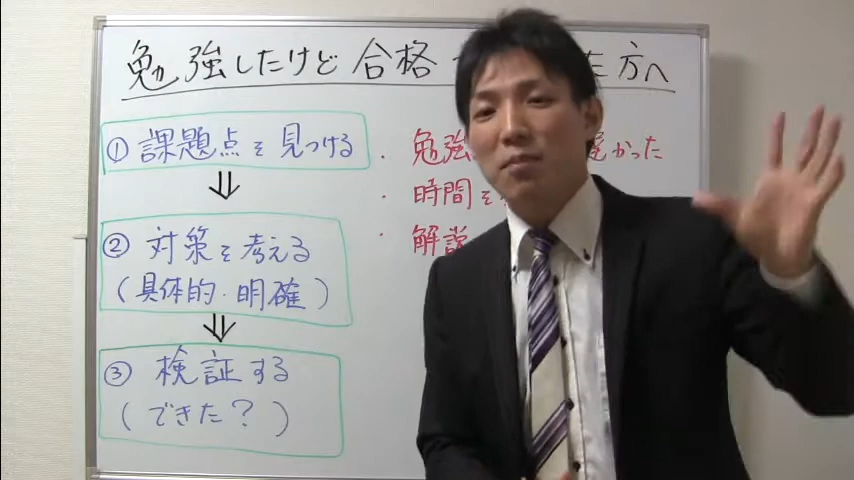 勉強したけど合格 た方へ
① 課題点を見つける
② 対策を考える
(具体的・明確)
③ 検証する
(できた?)
・勉強 遅かった
・時間を
・解説